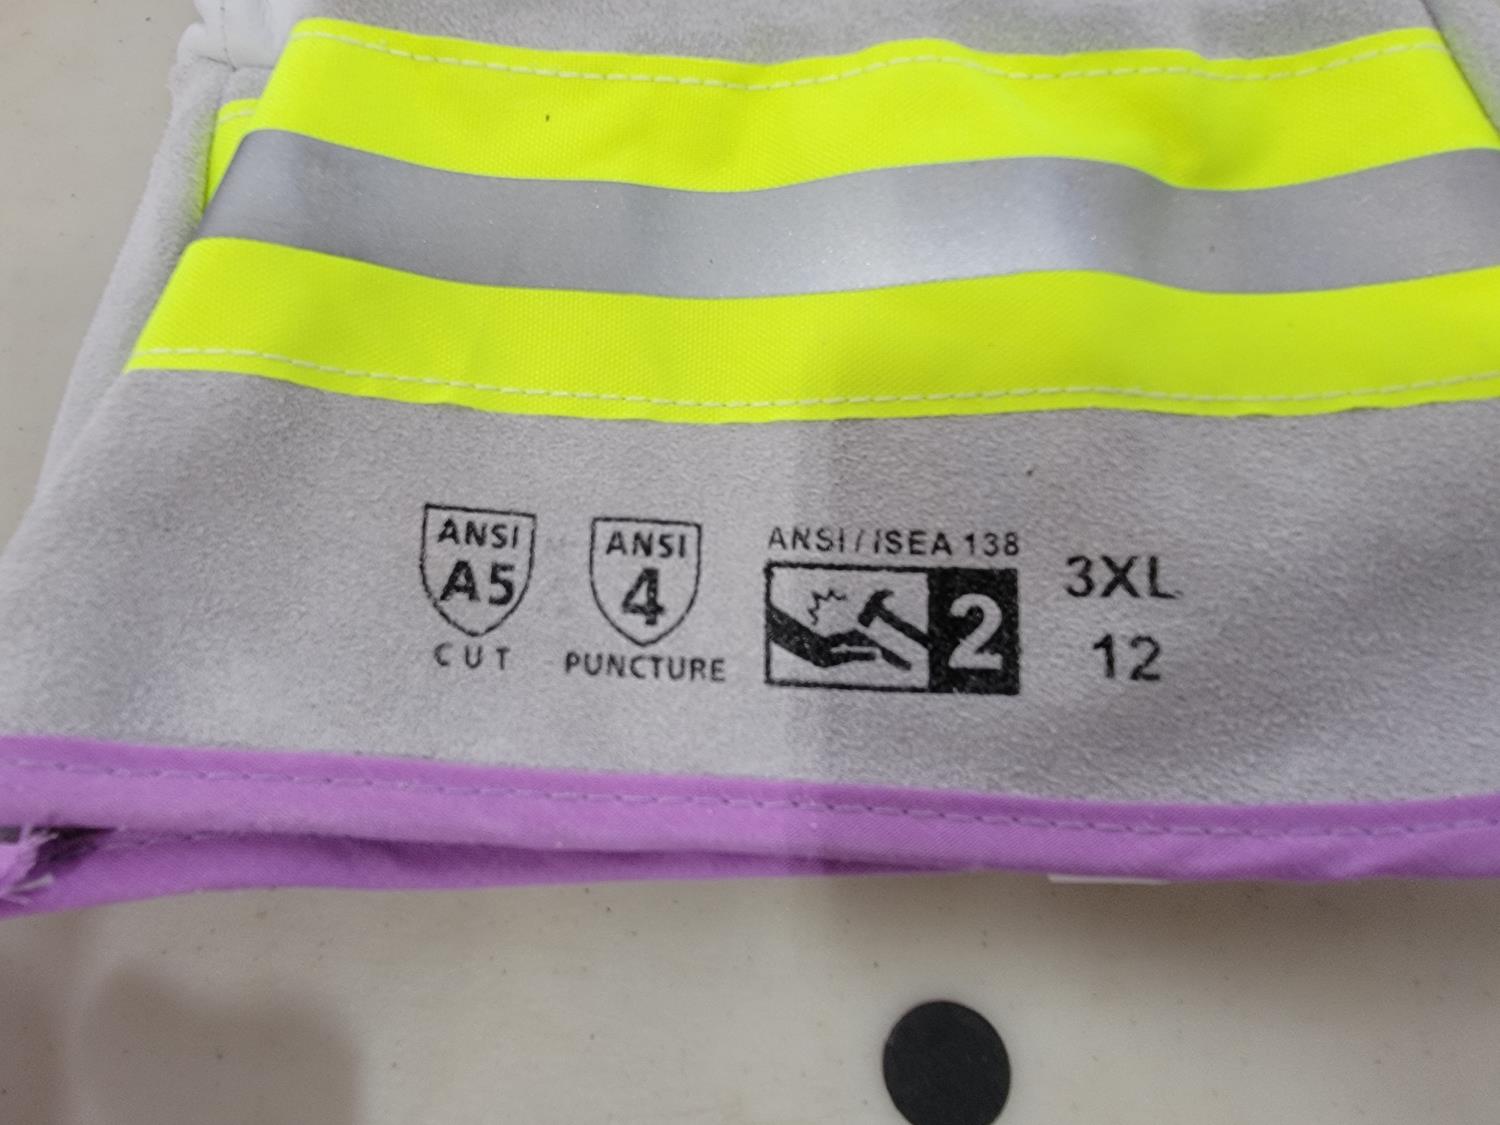 ANSI
A5
CUT
ANSI
4
PUNCTURE
ANSI/ISEA 138
2
3XL
12